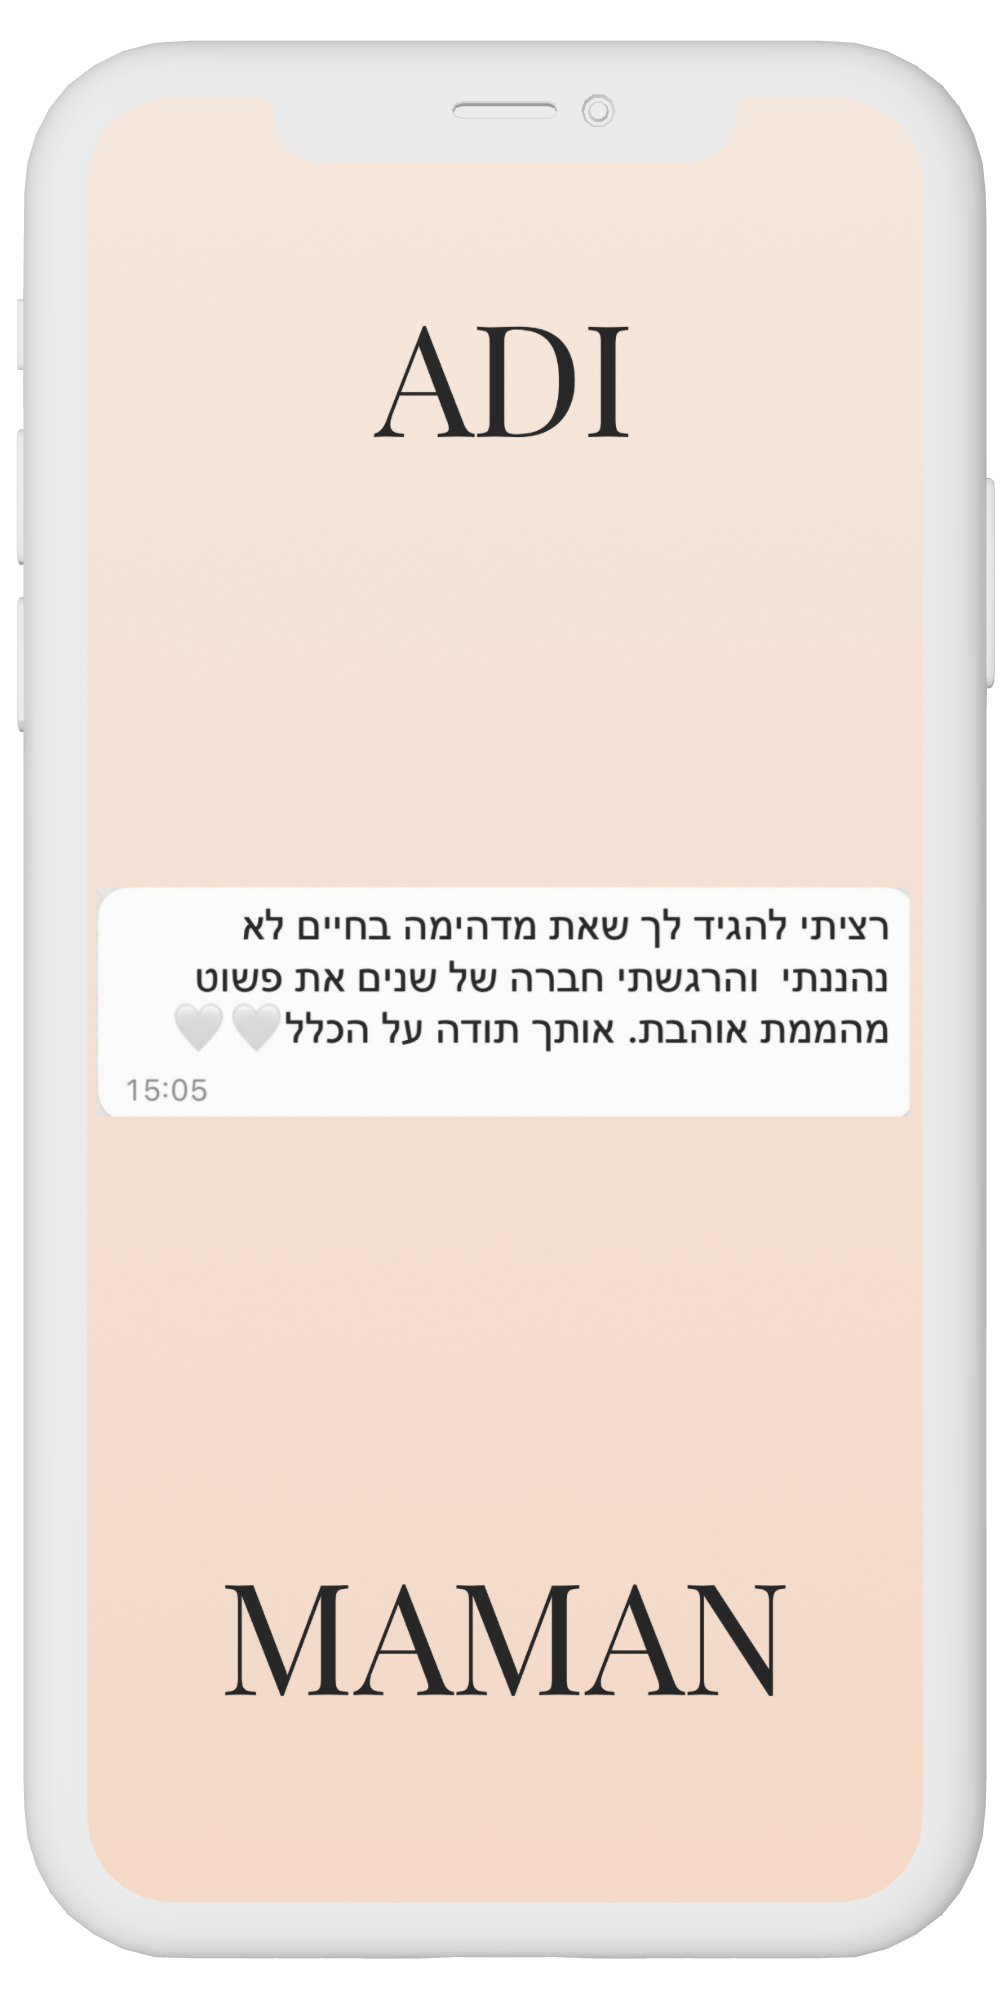 ADI
רציתי להגיד לך שאת מדהימה בחיים לא
נהננתי והרגשתי חברה של שנים את פשוט
מהממת אוהבת. אותך תודה על הכלל🤍🤍
15:05
MAMAN